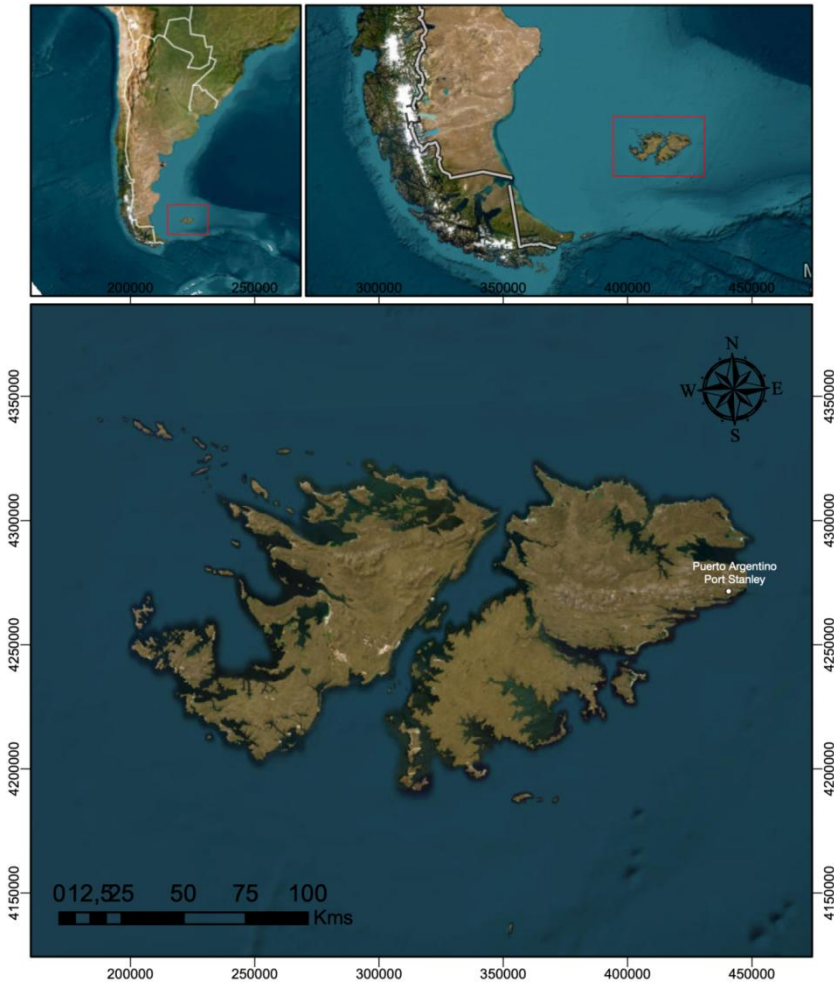 200000 250000 300000 350000 400000 450000
M
N
W E
S
4350000 4350000
4300000 4300000
Puerto Argentino
Port Stanley
4250000 4250000
4200000 4200000
4150000 4150000
0 12,5 25 50 75 100
Kms
200000 250000 300000 350000 400000 450000